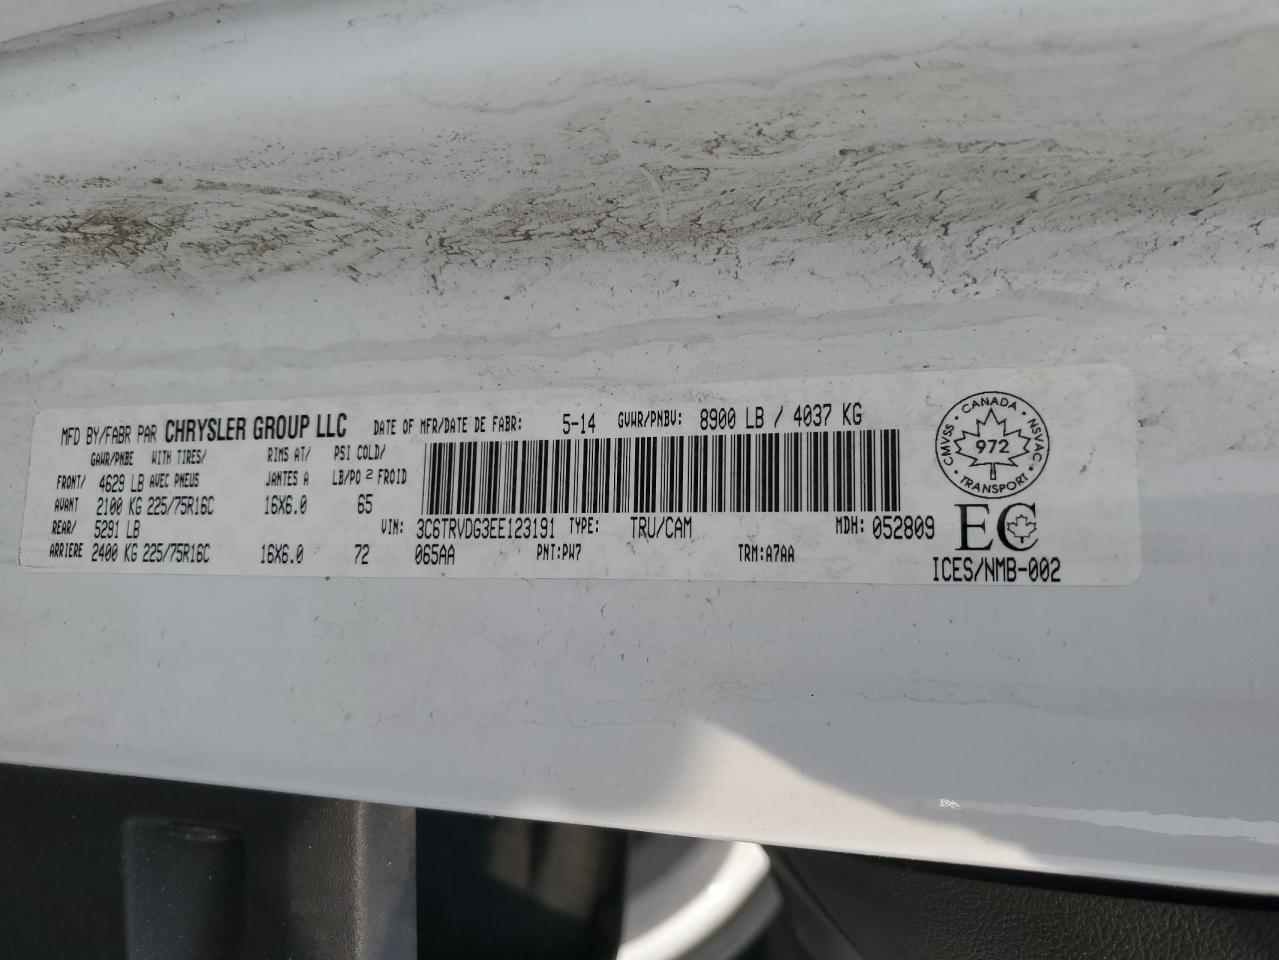 MFD BY/FABR PAR CHRYSLER GROUP LLC DATE OF MFR/DATE DE FABR: 5-14 GVWR/PNBV: 8900 LB / 4037 KG
GAWR/PNBE WITH TIRES/ RIMS AT/ PSI COLD/
FRONT/ 4629 LB AVEC PNEUS JANTES A LB/PO 2 FROID
AVANT 2100 KG 225/75R16C 16X6.0 65
REAR/ 5291 LB VIN: 3C6TRVDG3EE123191 TYPE: TRU/CAM MDH: 052809
ARRIERE 2400 KG 225/75R16C 16X6.0 72 065AA PNT:PW7 TRM:A7AA
CANADA
CMVSS 972 NSVAC
TRANSPORT
EC
ICES/NMB-002